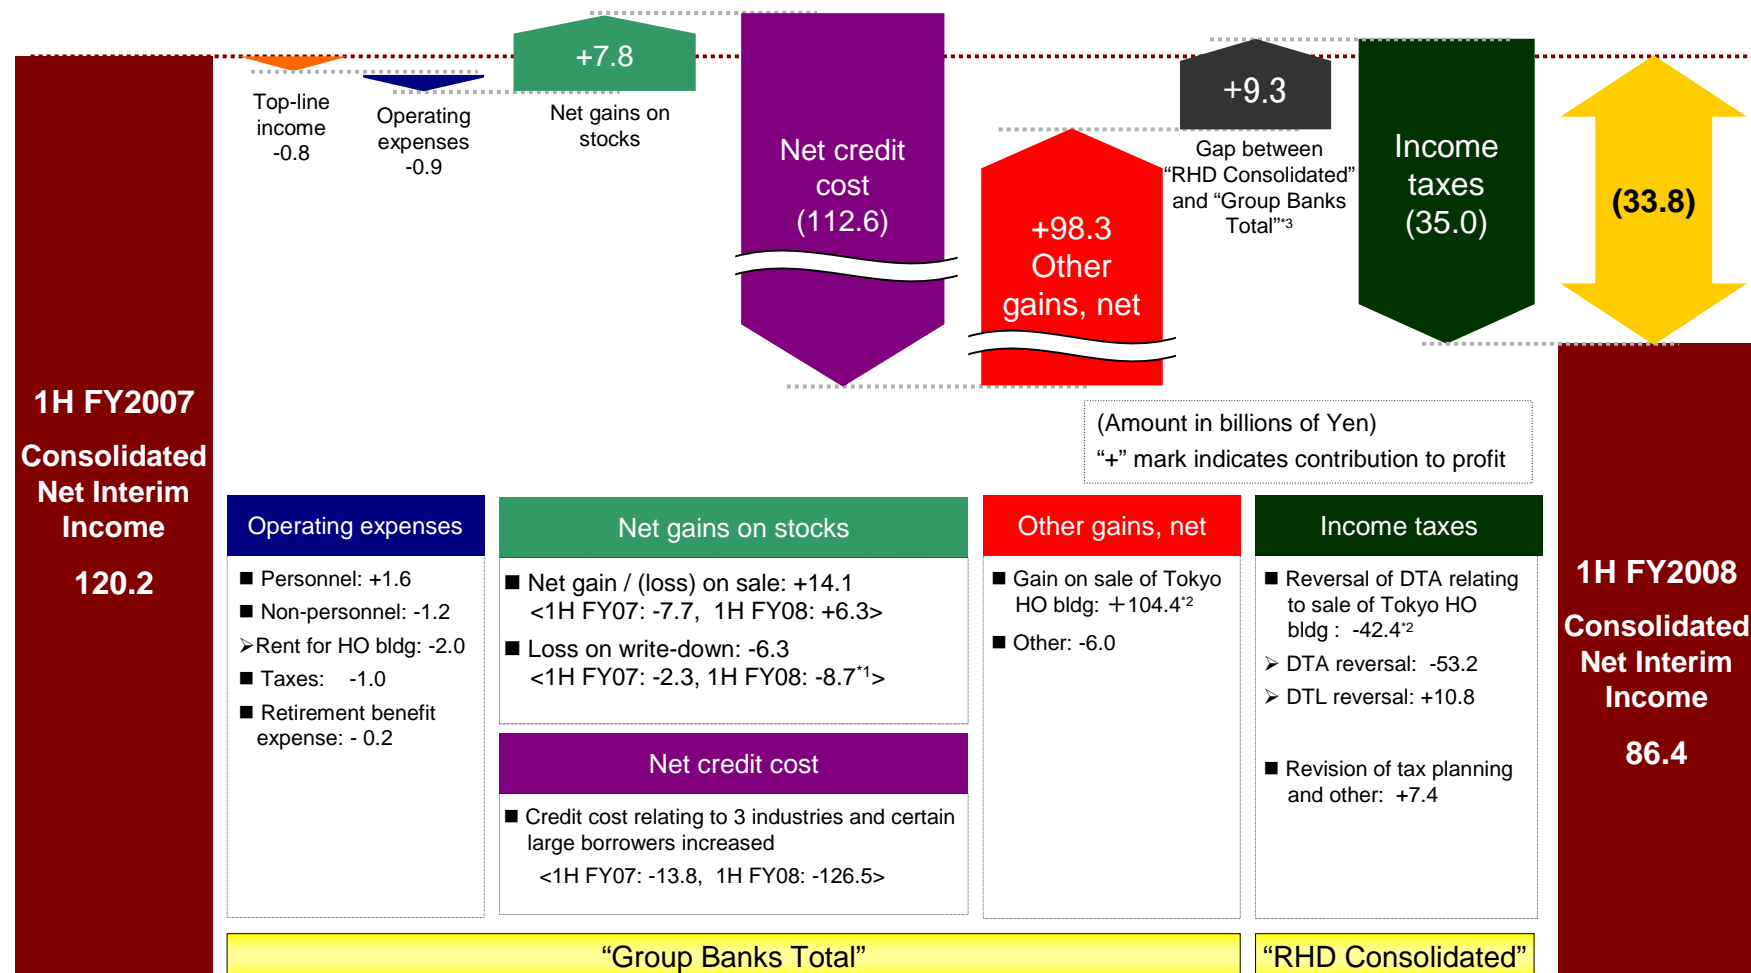 +7.8
Top-line
income
-0.8
Operating
expenses
-0.9
Net gains on
stocks
Net credit
cost
(112.6)
+98.3
Other
gains, net
+9.3
Gap between
“RHD Consolidated”
and “Group Banks
Total”*3
Income
taxes
(35.0)
(33.8)
1H FY2007
Consolidated
Net Interim
Income
120.2
(Amount in billions of Yen)
“+” mark indicates contribution to profit
Operating expenses
■ Personnel: +1.6
■ Non-personnel: -1.2
➢Rent for HO bldg: -2.0
■ Taxes: -1.0
■ Retirement benefit
expense: - 0.2
Net gains on stocks
■ Net gain / (loss) on sale: +14.1
<1H FY07: -7.7, 1H FY08: +6.3>
■ Loss on write-down: -6.3
<1H FY07: -2.3, 1H FY08: -8.7*1>
Net credit cost
■ Credit cost relating to 3 industries and certain
large borrowers increased
<1H FY07: -13.8, 1H FY08: -126.5>
Other gains, net
■ Gain on sale of Tokyo
HO bldg: ＋104.4*2
■ Other: -6.0
Income taxes
■ Reversal of DTA relating
to sale of Tokyo HO
bldg : -42.4*2
➢ DTA reversal: -53.2
➢ DTL reversal: +10.8
■ Revision of tax planning
and other: +7.4
1H FY2008
Consolidated
Net Interim
Income
86.4
“Group Banks Total”
“RHD Consolidated”